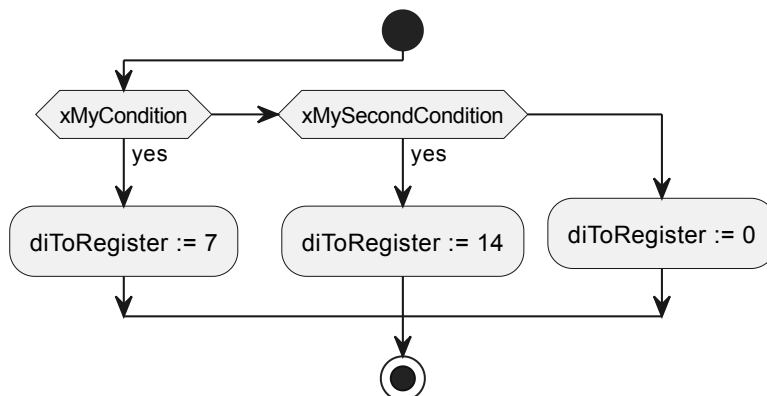 xMyCondition
xMySecondCondition
yes
yes
diToRegister := 7
diToRegister := 14
diToRegister := 0